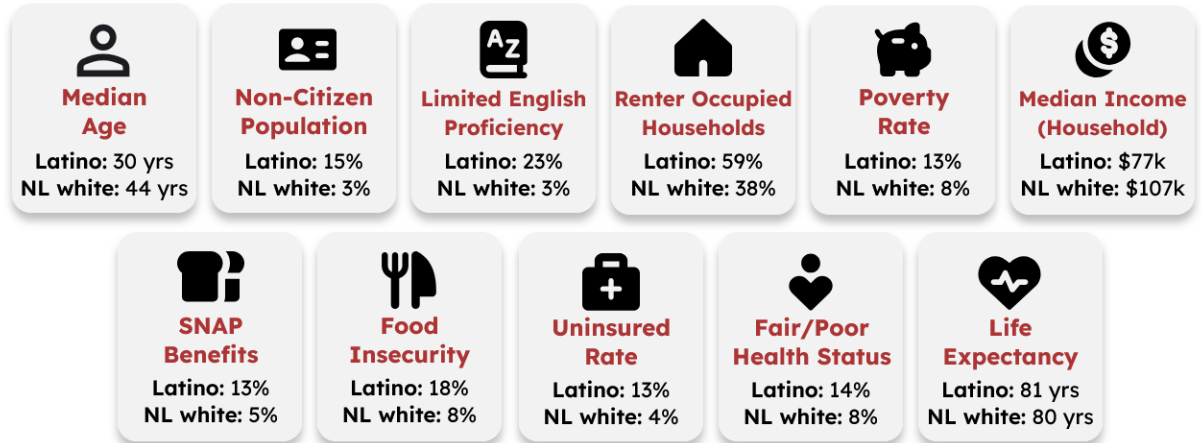 Median
Age
Latino: 30 yrs
NL white: 44 yrs
Non-Citizen
Population
Latino: 15%
NL white: 3%
A
Z
Limited English
Proficiency
Latino: 23%
NL white: 3%
Renter Occupied
Households
Latino: 59%
NL white: 38%
Poverty
Rate
Latino: 13%
NL white: 8%
$
Median Income
(Household)
Latino: $77k
NL white: $107k
SNAP
Benefits
Latino: 13%
NL white: 5%
Food
Insecurity
Latino: 18%
NL white: 8%
Uninsured
Rate
Latino: 13%
NL white: 4%
Fair/Poor
Health Status
Latino: 14%
NL white: 8%
Life
Expectancy
Latino: 81 yrs
NL white: 80 yrs